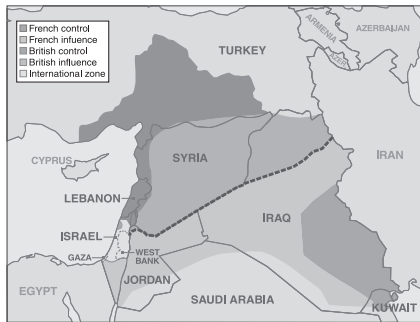 French control
French infuence
British control
British influence
International zone
TURKEY
ARMENIA
AZERBAIJAN
AZER.
CYPRUS
SYRIA
IRAN
LEBANON
IRAQ
ISRAEL
GAZA
WEST
BANK
JORDAN
EGYPT
SAUDI ARABIA
KUWAIT